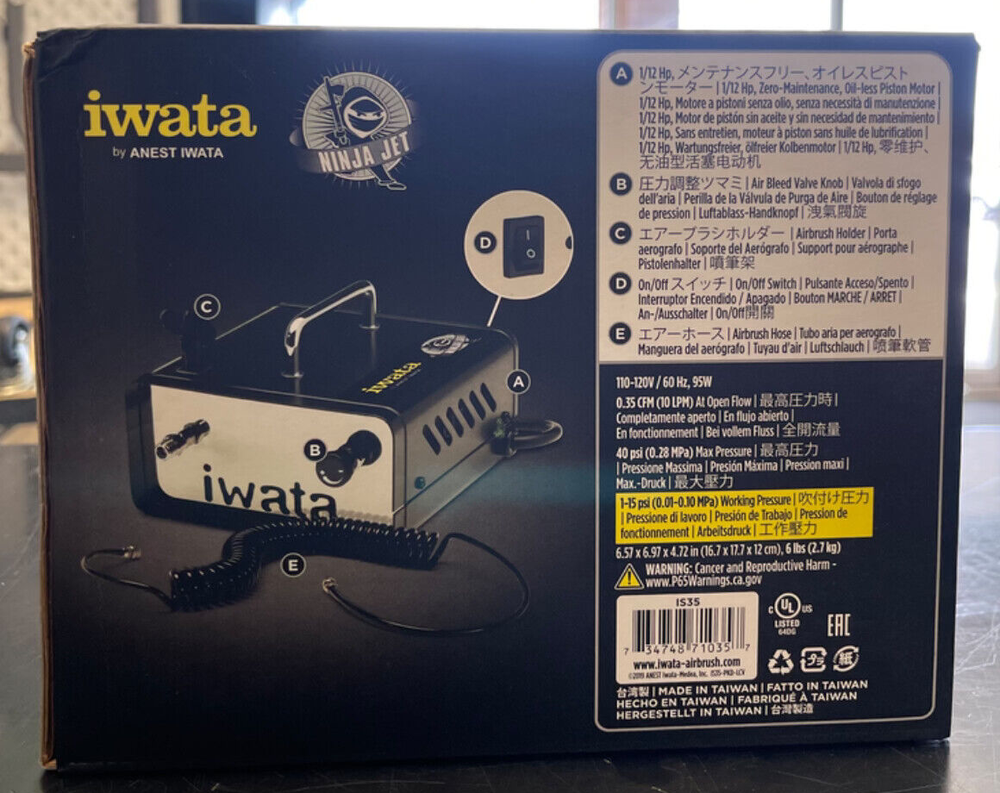 iwata
by ANEST IWATA
NINJA JET
D
C
iwata
A
B
iwata
E
A 1/12 Hp, メンテナンスフリー、オイレスピスト
ンモーター | 1/12 Hp, Zero-Maintenance, Oil-less Piston Motor |
1/12 Hp, Motore a pistoni senza olio, senza necessità di manutenzione |
1/12 Hp, Motor de pistón sin aceite y sin necesidad de mantenimiento |
1/12 Hp, Sans entretien, moteur à piston sans huile de lubrification |
1/12 Hp, Wartungsfreier, ölfreier Kolbenmotor | 1/12 Hp, 零维护、
无油型活塞电动机
B 圧力調整ツマミ | Air Bleed Valve Knob | Valvola di sfogo
dell'aria | Perilla de la Válvula de Purga de Aire | Bouton de réglage
de pression | Luftablass-Handknopf | 洩氣閥旋
C エアーブラシホルダー | Airbrush Holder | Porta
aerografo | Soporte del Aerógrafo | Support pour aérographe |
Pistolenhalter | 噴筆架
D On/Off スイッチ | On/Off Switch | Pulsante Acceso/Spento |
Interruptor Encendido / Apagado | Bouton MARCHE / ARRET |
An-/Ausschalter | On/Off開關
E エアーホース | Airbrush Hose | Tubo aria per aerografo |
Manguera del aerógrafo | Tuyau d'air | Luftschlauch | 噴筆軟管
110-120V / 60 Hz, 95W
0.35 CFM (10 LPM) At Open Flow | 最高圧力時 |
Completamente aperto | En flujo abierto |
En fonctionnement | Bei vollem Fluss | 全開流量
40 psi (0.28 MPa) Max Pressure | 最高圧力
| Pressione Massima | Presión Máxima | Pression maxi |
Max.-Druck | 最大壓力
1-15 psi (0.01-0.10 MPa) Working Pressure | 吹付け圧力
| Pressione di lavoro | Presión de Trabajo | Pression de
fonctionnement | Arbeitsdruck | 工作壓力
6.57 x 6.97 x 4.72 in (16.7 x 17.7 x 12 cm), 6 lbs (2.7 kg)
WARNING: Cancer and Reproductive Harm -
www.P65Warnings.ca.gov
IS35
7 34748 71035 7
www.iwata-airbrush.com
©2019 ANEST Iwata-Medea, Inc. IS35-PKG-LCV
C UL US
LISTED
64DG
EAC
プラ
紙
台湾製 | MADE IN TAIWAN | FATTO IN TAIWAN
HECHO EN TAIWAN | FABRIQUÉ À TAIWAN
HERGESTELLT IN TAIWAN | 台灣製造